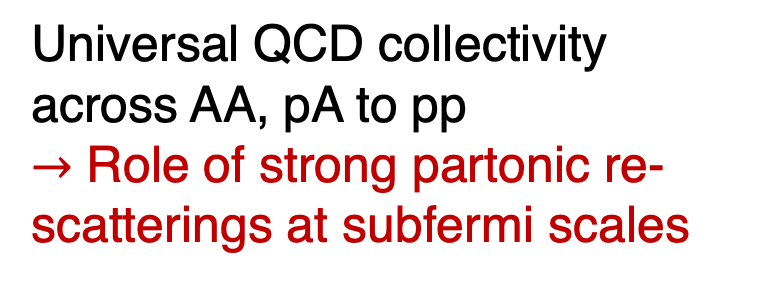 Universal QCD collectivity
across AA, pA to pp
→ Role of strong partonic re-
scatterings at subfermi scales